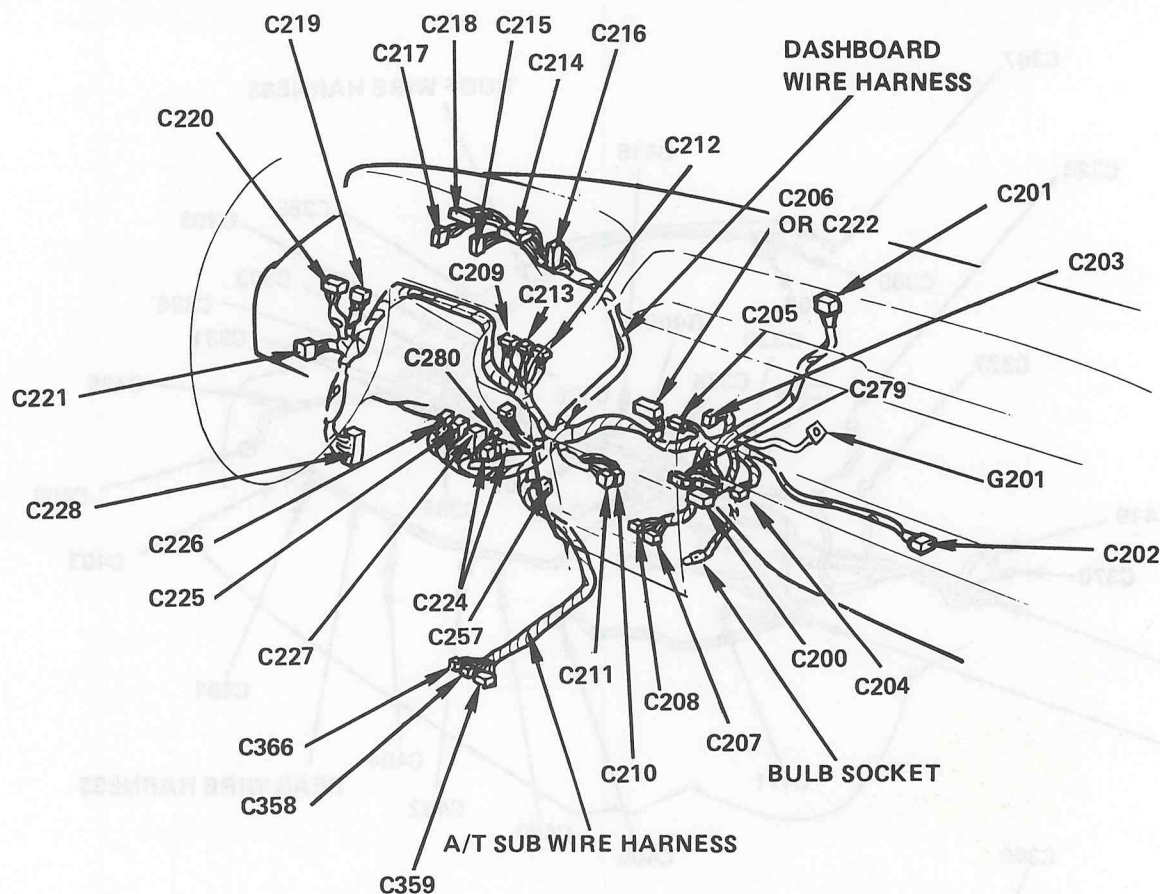 C219
C218
C215
C216
C217
C214
DASHBOARD
WIRE HARNESS
C220
C212
C206
OR C222
C201
C209
C213
C203
C205
C280
C279
C221
G201
C228
C226
C202
C225
C224
C257
C227
C211
C200
C204
C208
C207
C366
C210
BULB SOCKET
C358
A/T SUB WIRE HARNESS
C359